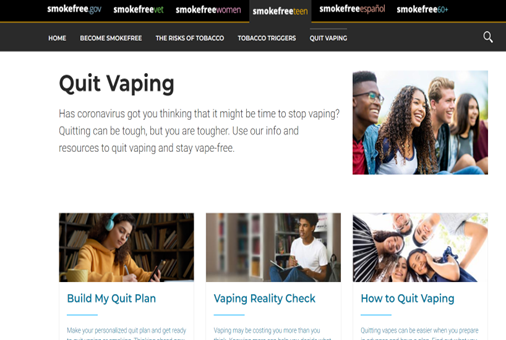 smokefree.gov smokefreevet smokefreewomen smokefreeteen smokefreeespañol smokefree60+
HOME BECOME SMOKEFREE THE RISKS OF TOBACCO TOBACCO TRIGGERS QUIT VAPING
Quit Vaping
Has coronavirus got you thinking that it might be time to stop vaping?
Quitting can be tough, but you are tougher. Use our info and
resources to quit vaping and stay vape-free.
Build My Quit Plan
Make your personalized quit plan and get ready
Vaping Reality Check
Vaping may be costing you more than you
How to Quit Vaping
Quitting vapes can be easier when you prepare